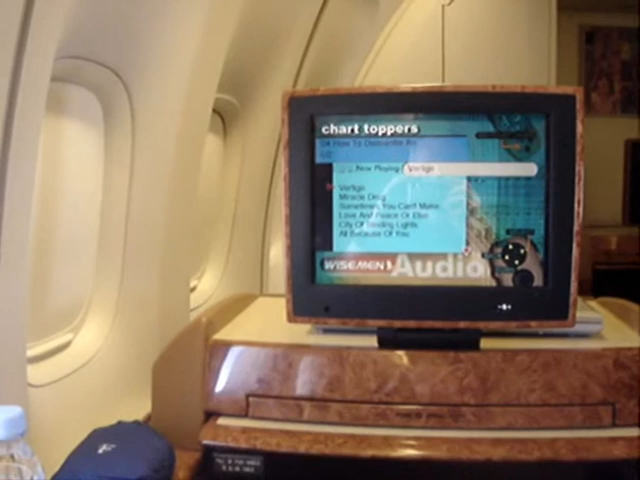 chart toppers
04 How To Dismantle An
Now Playing Vertigo
Vertigo
Miracle Drug
Sometimes You Can't Make
Love And Peace Or Else
City Of Blinding Lights
All Because Of You
WISEMEN
Audio